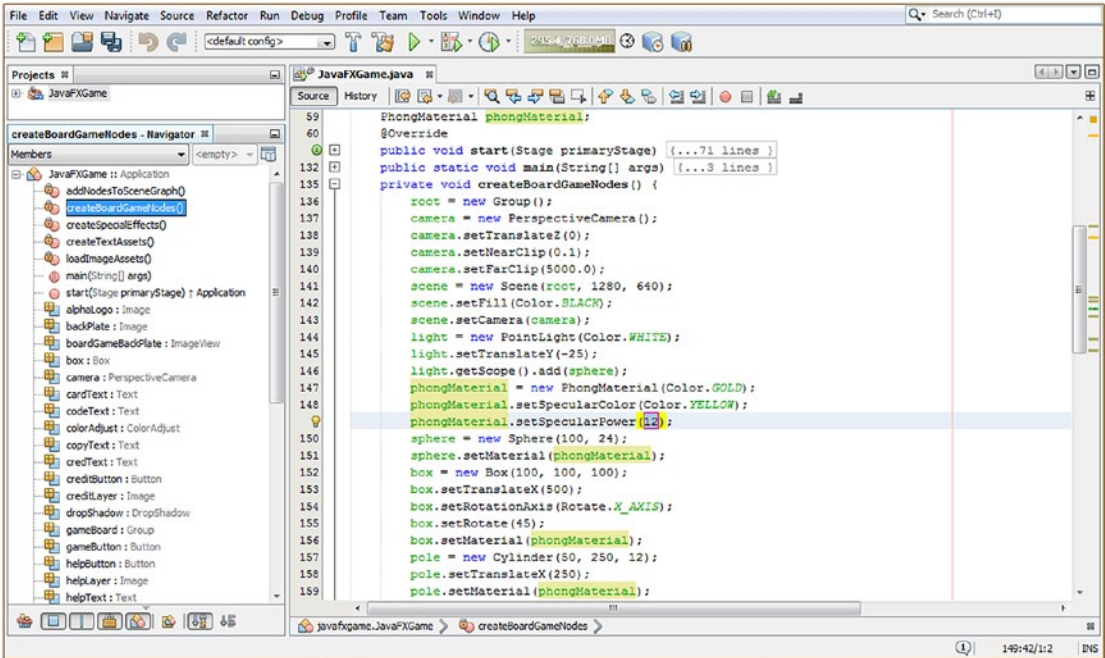 File Edit View Navigate Source Refactor Run Debug Profile Team Tools Window Help
Search (Ctrl+I)
<default config>
Projects
JavaFXGame
createBoardGameNodes - Navigator
Members
<empty>
JavaFXGame :: Application
addNodesToSceneGraph()
createBoardGameNodes()
createSpecialEffects()
createTextAssets()
loadImageAssets()
main(String[] args)
start(Stage primaryStage) ↑ Application
alphaLogo : Image
backPlate : Image
boardGameBackPlate : ImageView
box : Box
camera : PerspectiveCamera
cardText : Text
codeText : Text
colorAdjust : ColorAdjust
copyText : Text
credText : Text
creditButton : Button
creditLayer : Image
dropShadow : DropShadow
gameBoard : Group
gameButton : Button
helpButton : Button
helpLayer : Image
helpText : Text
JavaFXGame.java
Source History
59 PhongMaterial phongMaterial;
60 @Override
public void start(Stage primaryStage) {...71 lines }
132 public static void main(String[] args) {...3 lines }
135 private void createBoardGameNodes() {
136 root = new Group();
137 camera = new PerspectiveCamera();
138 camera.setTranslateZ(0);
139 camera.setNearClip(0.1);
140 camera.setFarClip(5000.0);
141 scene = new Scene(root, 1280, 640);
142 scene.setFill(Color.BLACK);
143 scene.setCamera(camera);
144 light = new PointLight(Color.WHITE);
145 light.setTranslateY(-25);
146 light.getScope().add(sphere);
147 phongMaterial = new PhongMaterial(Color.GOLD);
148 phongMaterial.setSpecularColor(Color.YELLOW);
phongMaterial.setSpecularPower(12);
150 sphere = new Sphere(100, 24);
151 sphere.setMaterial(phongMaterial);
152 box = new Box(100, 100, 100);
153 box.setTranslateX(500);
154 box.setRotationAxis(Rotate.X_AXIS);
155 box.setRotate(45);
156 box.setMaterial(phongMaterial);
157 pole = new Cylinder(50, 250, 12);
158 pole.setTranslateX(250);
159 pole.setMaterial(phongMaterial);
javafxgame.JavaFXGame
createBoardGameNodes
1
149:42/1:2
INS